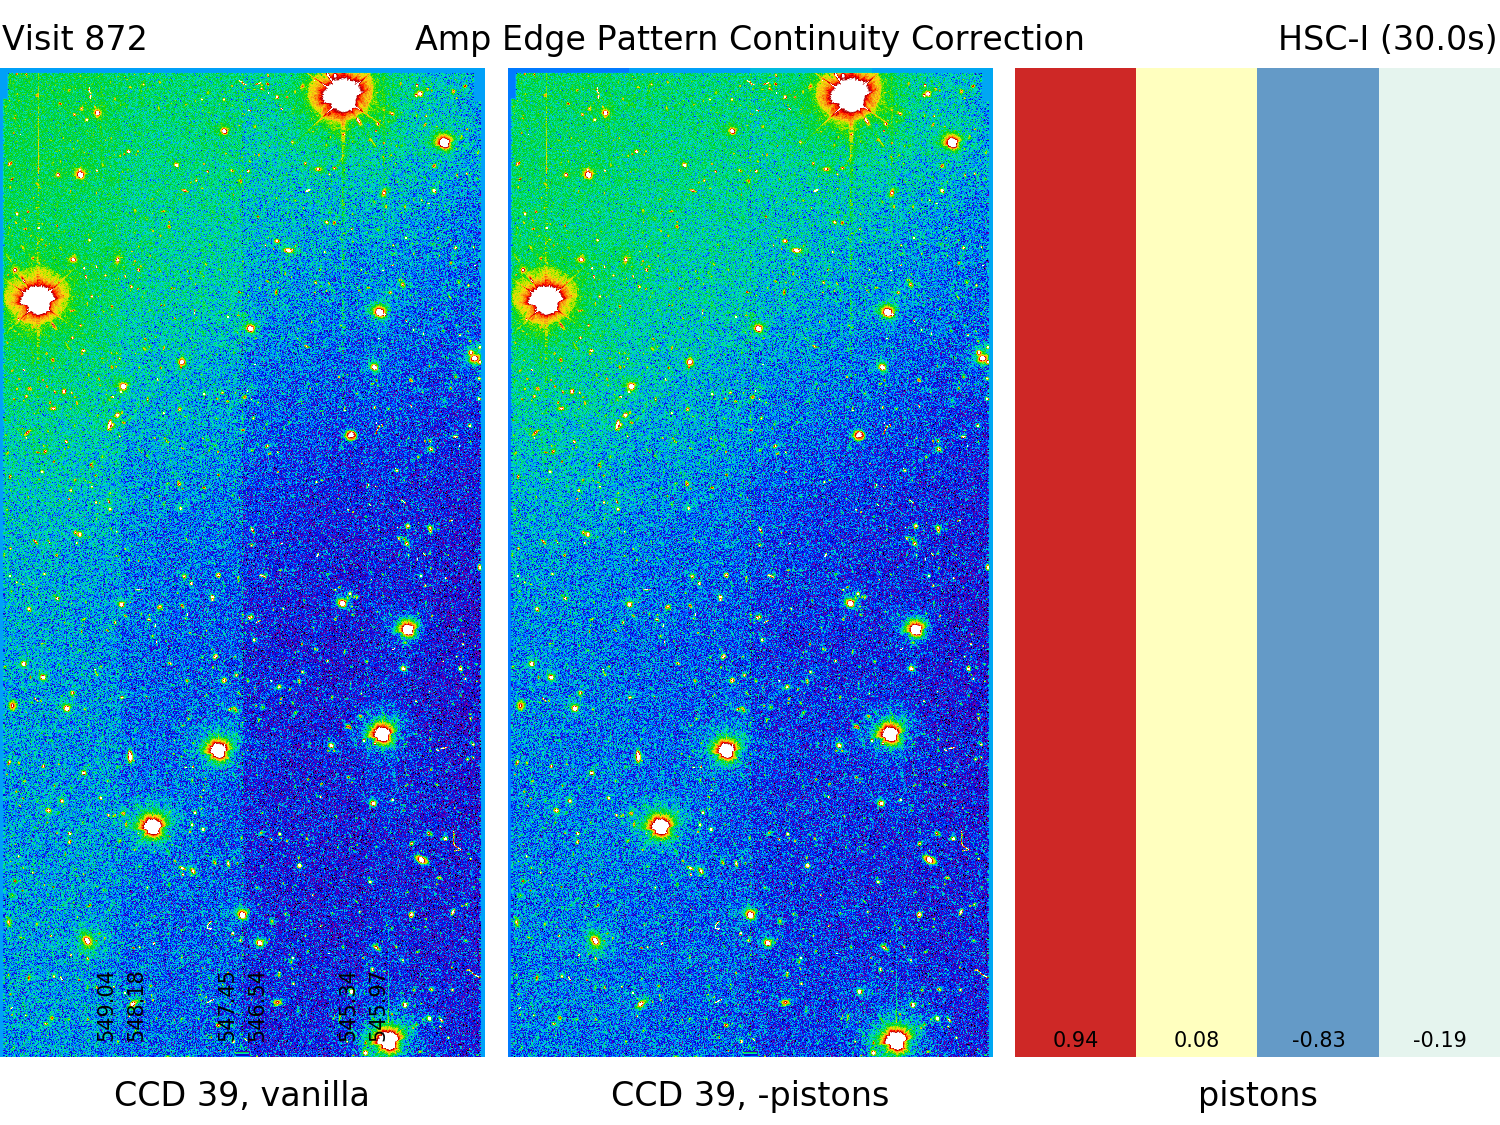 Visit 872 Amp Edge Pattern Continuity Correction HSC-I (30.0s)
549.04
548.18
547.45
546.54
545.34
545.97
0.94 0.08 -0.83 -0.19
CCD 39, vanilla CCD 39, -pistons pistons